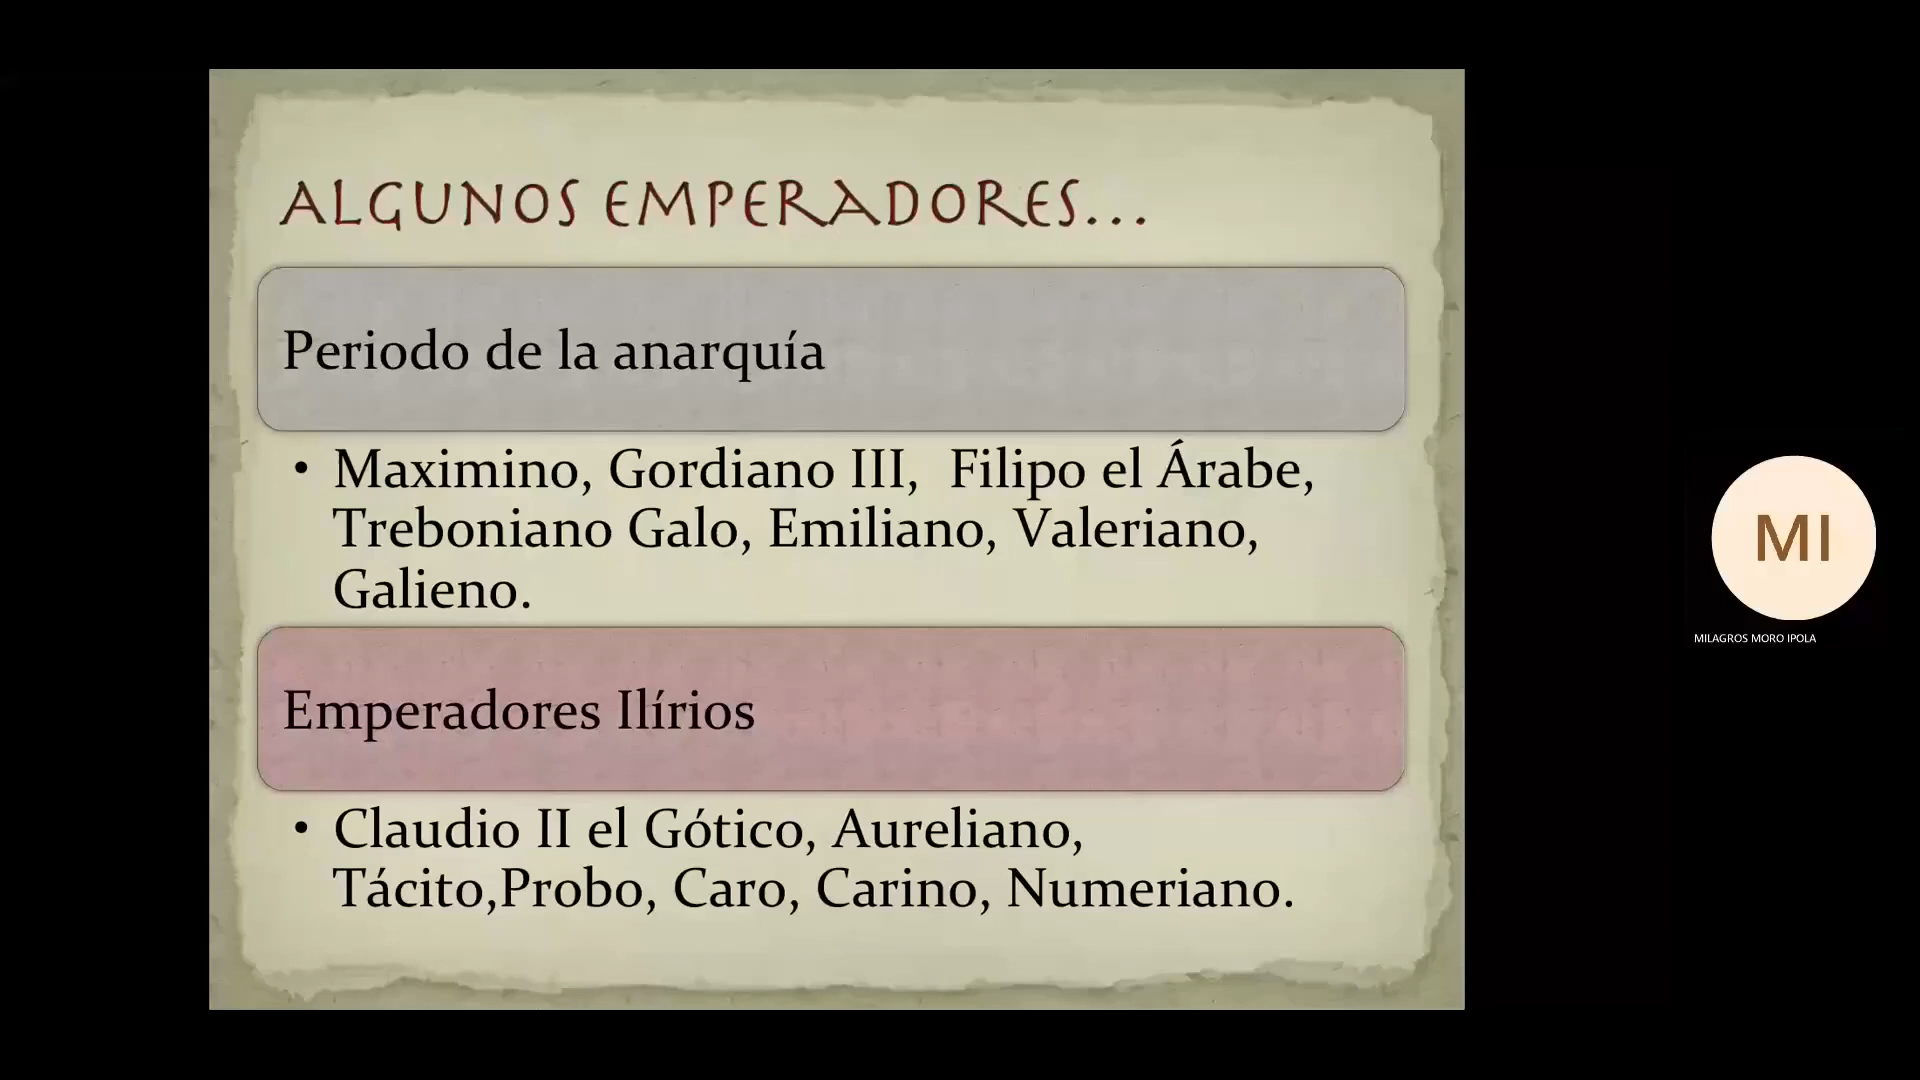 ALGUNOS EMPERADORES...
Periodo de la anarquía
• Maximino, Gordiano III,  Filipo el Árabe,
Treboniano Galo, Emiliano, Valeriano,
Galieno.
Emperadores Ilírios
• Claudio II el Gótico, Aureliano,
Tácito,Probo, Caro, Carino, Numeriano.
MI
MILAGROS MORO IPOLA